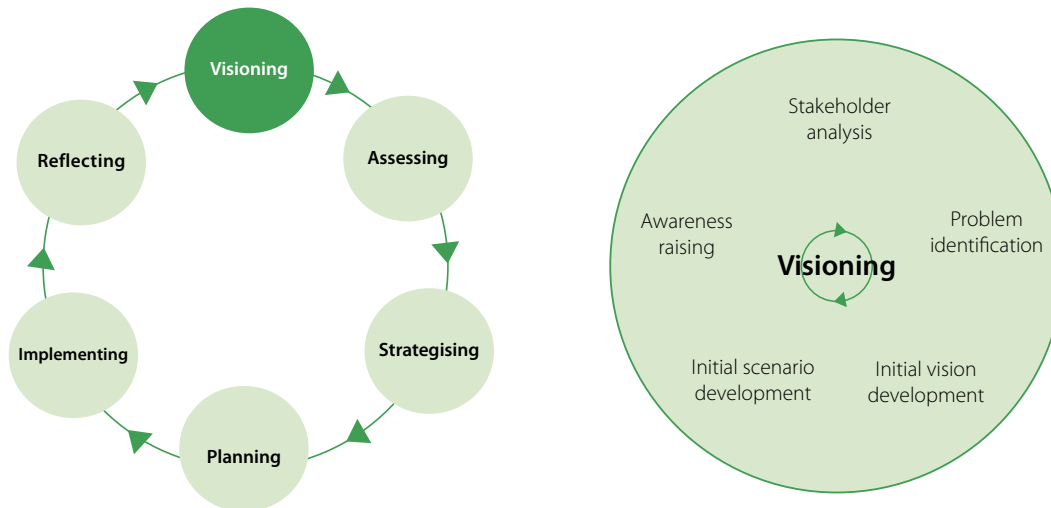 Visioning
Assessing
Strategising
Planning
Implementing
Reflecting
Stakeholder
analysis
Problem
identification
Initial vision
development
Initial scenario
development
Awareness
raising
Visioning